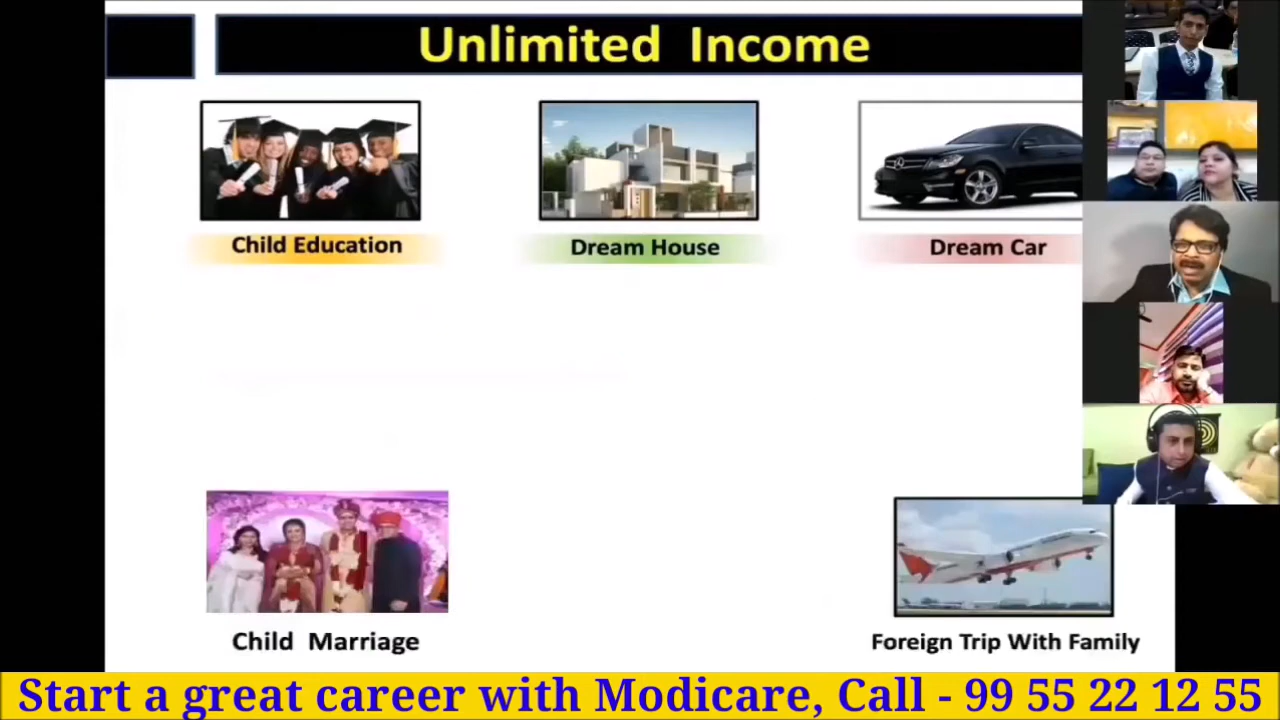 Unlimited Income
Child Education
Dream House
Dream Car
Child Marriage
Foreign Trip With Family
Start a great career with Modicare, Call - 99 55 22 12 55